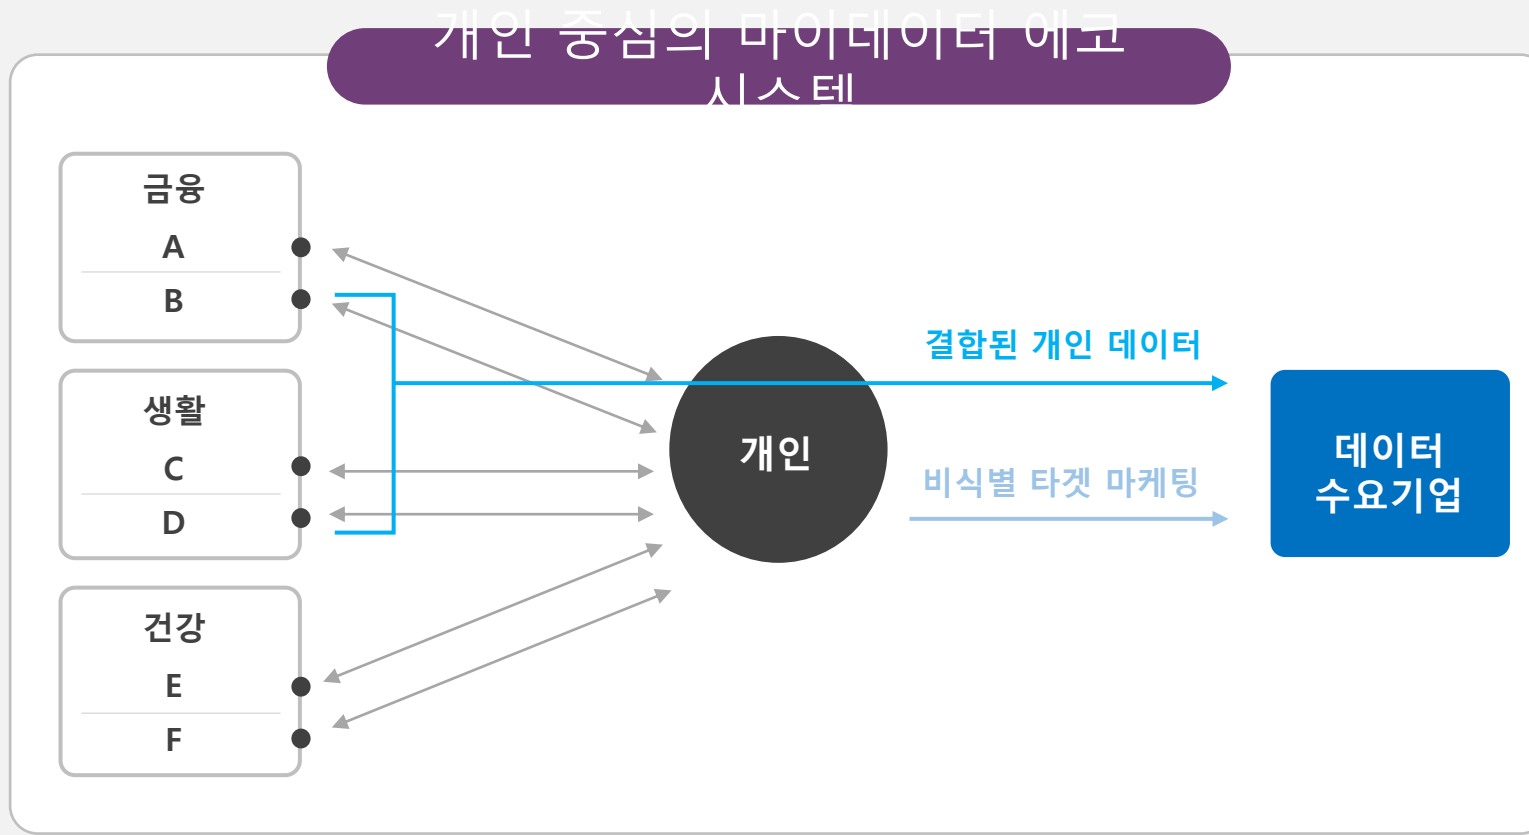 개인 중심의 마이데이터 에코
시스템
금융
A
B
생활
C
D
건강
E
F
개인
결합된 개인 데이터
비식별 타겟 마케팅
데이터
수요기업